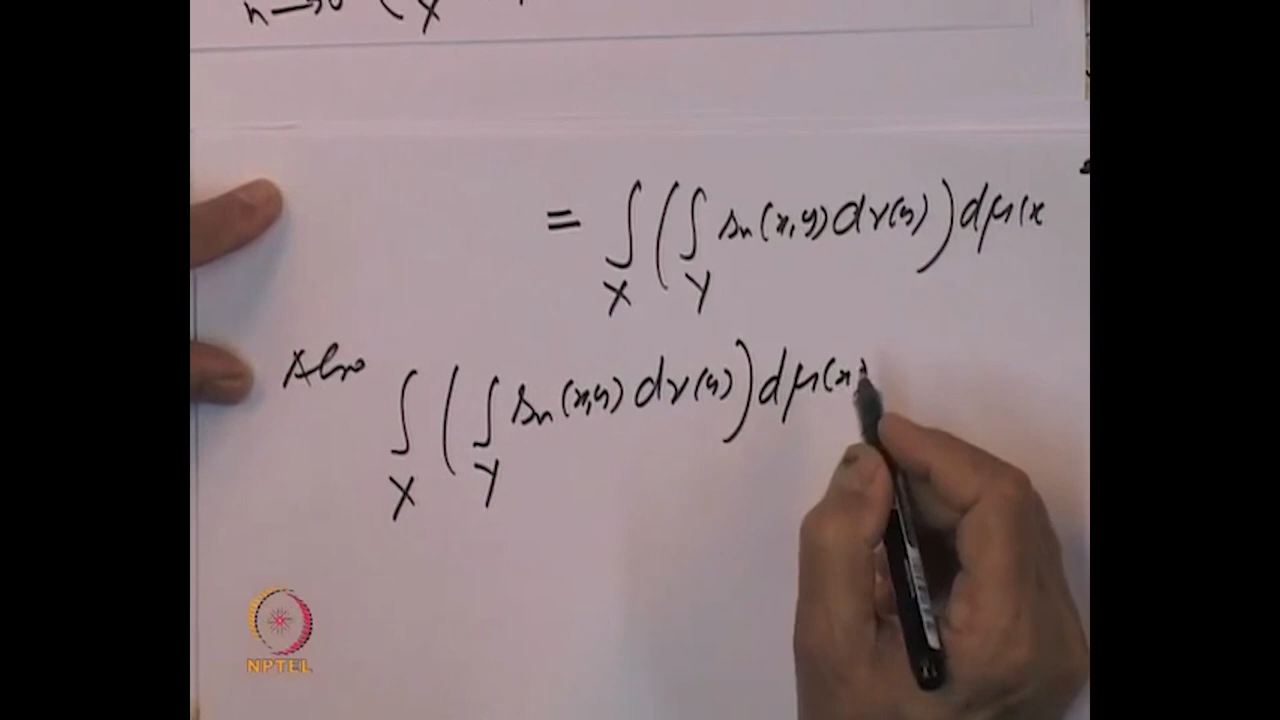 n→∞ ( Y
= ∫_X ( ∫_Y s_n(x,y) dν(y) ) dμ(x
Also ∫_X ( ∫_Y s_n(x,y) dν(y) ) dμ(x)
NPTEL